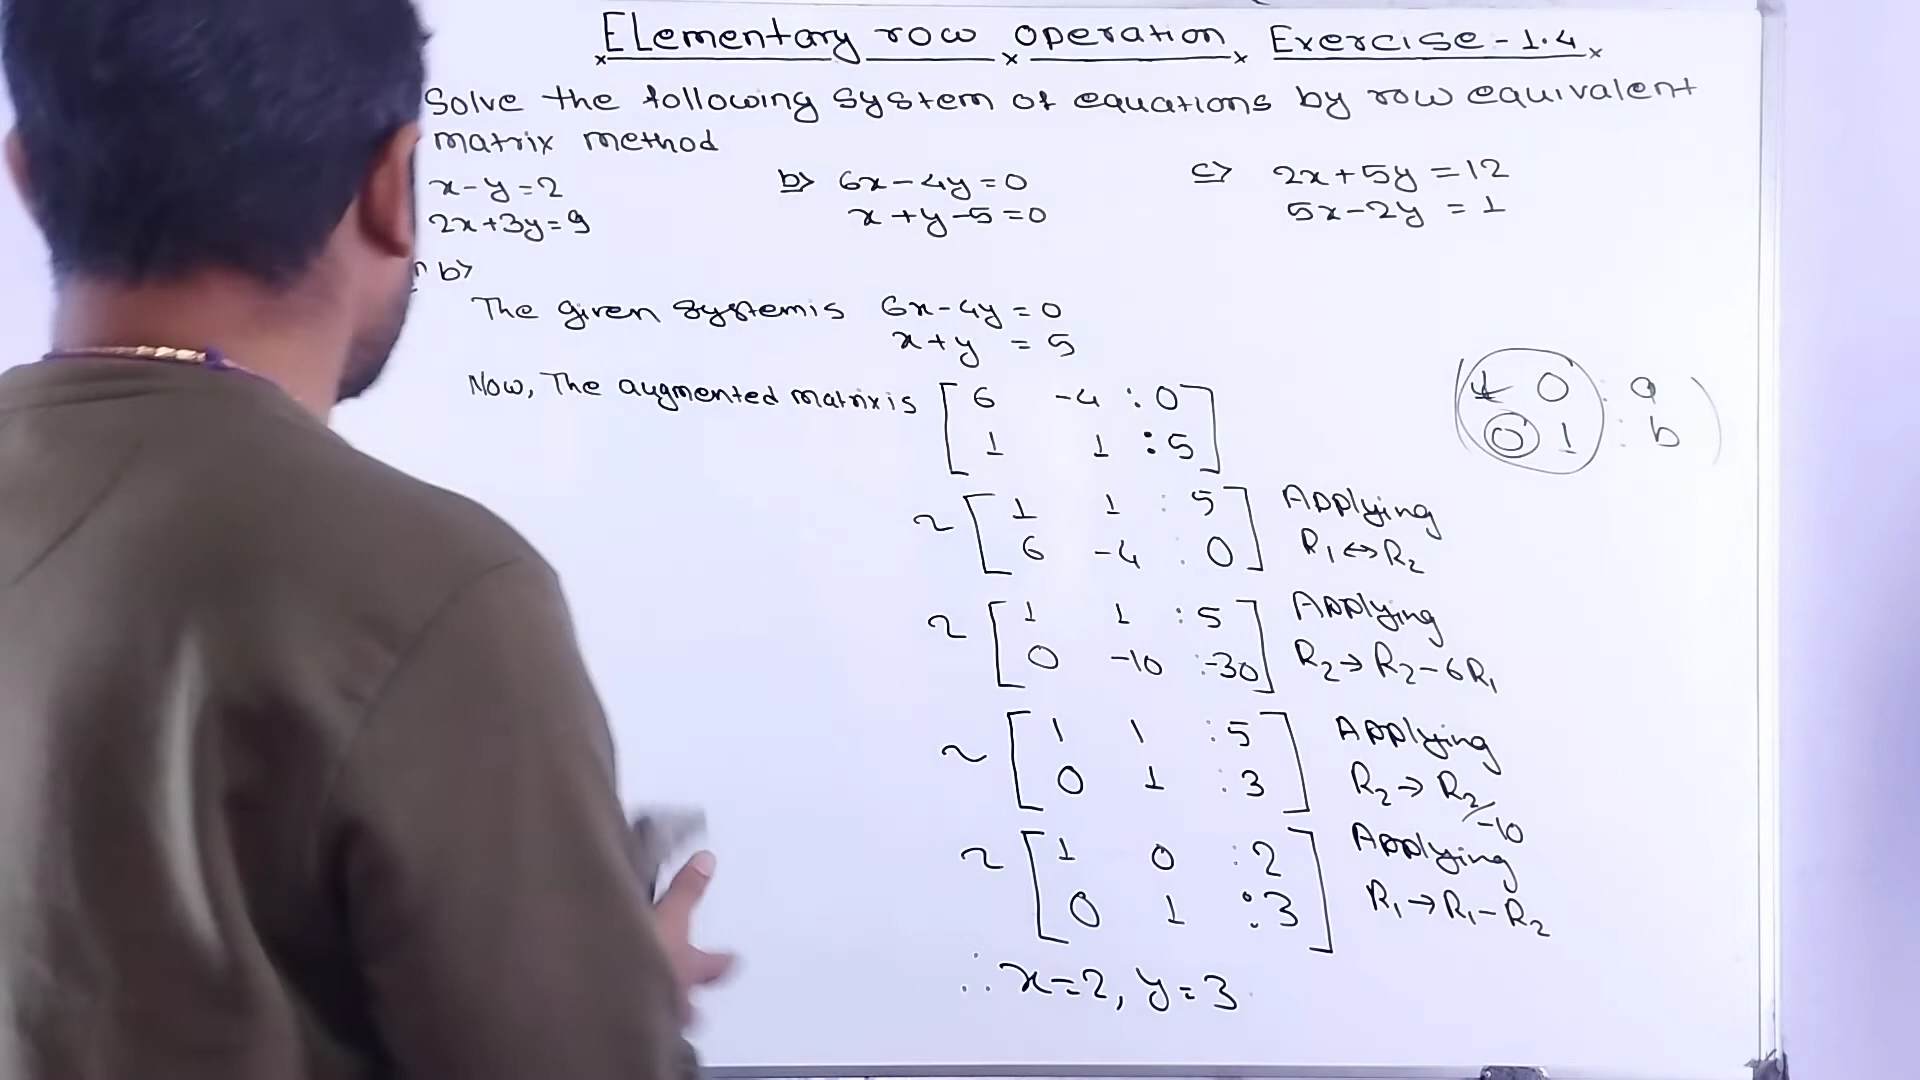 Elementary row operation Exercise-1.4
Solve the following system of equations by row equivalent
matrix method
x-y=2
2x+3y=9
b> 6x-4y=0
x+y-5=0
c> 2x+5y=12
5x-2y=1
b>
The given system is 6x-4y=0
x+y=5
Now, The augmented matrix is [6 -4 : 0
1 1 : 5]
1 0 : a
0 1 : b
~ [1 1 : 5
6 -4 : 0] Applying
R1↔R2
~ [1 1 : 5
0 -10 : -30] Applying
R2→R2-6R1
~ [1 1 : 5
0 1 : 3] Applying
R2→R2/-10
~ [1 0 : 2
0 1 : 3] Applying
R1→R1-R2
∴ x=2, y=3